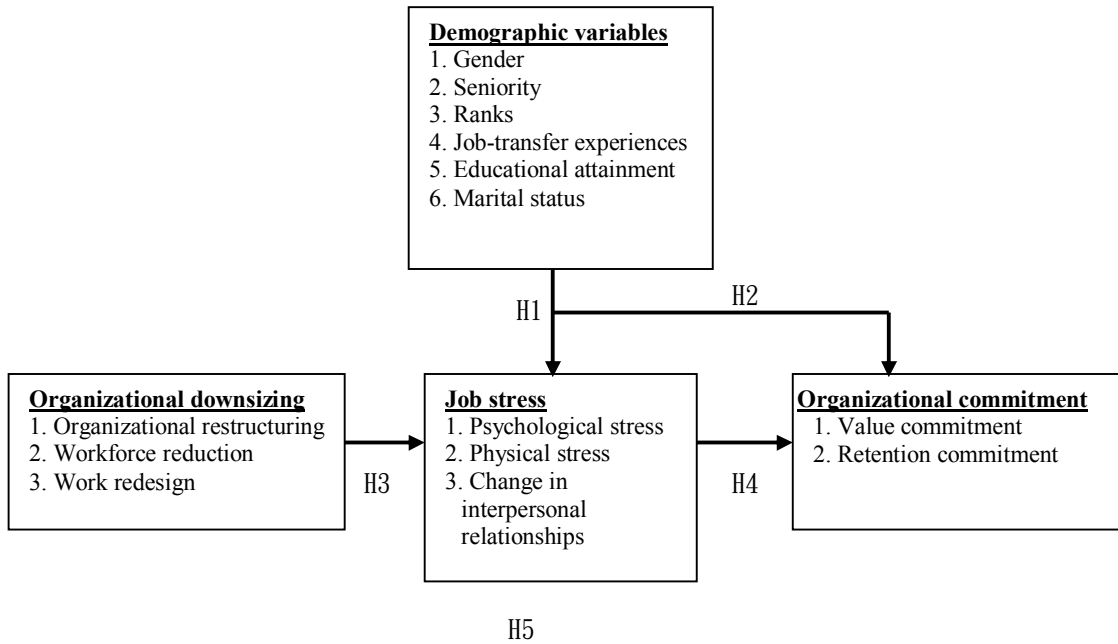 Demographic variables
1. Gender
2. Seniority
3. Ranks
4. Job-transfer experiences
5. Educational attainment
6. Marital status
H1
H2
Organizational downsizing
1. Organizational restructuring
2. Workforce reduction
3. Work redesign
H3
Job stress
1. Psychological stress
2. Physical stress
3. Change in
interpersonal
relationships
H4
Organizational commitment
1. Value commitment
2. Retention commitment
H5